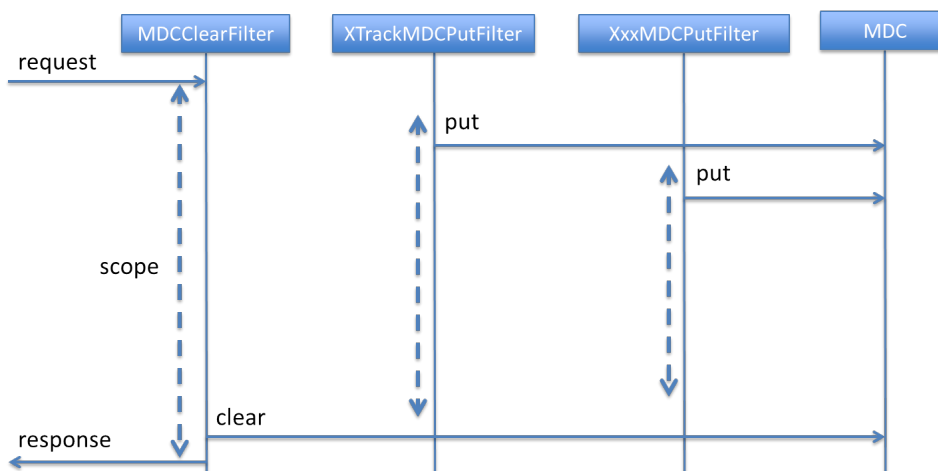 MDCClearFilter
XTrackMDCPutFilter
XxxMDCPutFilter
MDC
request
put
put
scope
clear
response